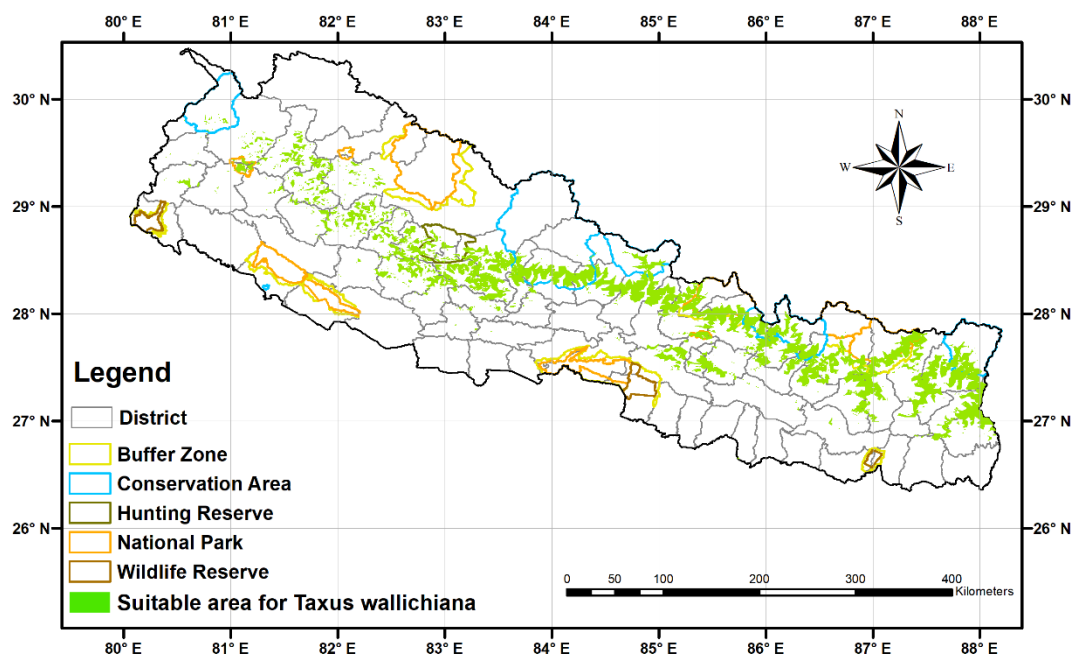 80° E 81° E 82° E 83° E 84° E 85° E 86° E 87° E 88° E
N
W E
S
30° N 30° N
29° N 29° N
28° N 28° N
27° N 27° N
26° N 26° N
Legend
District
Buffer Zone
Conservation Area
Hunting Reserve
National Park
Wildlife Reserve
Suitable area for Taxus wallichiana
0 50 100 200 300 400
Kilometers
80° E 81° E 82° E 83° E 84° E 85° E 86° E 87° E 88° E